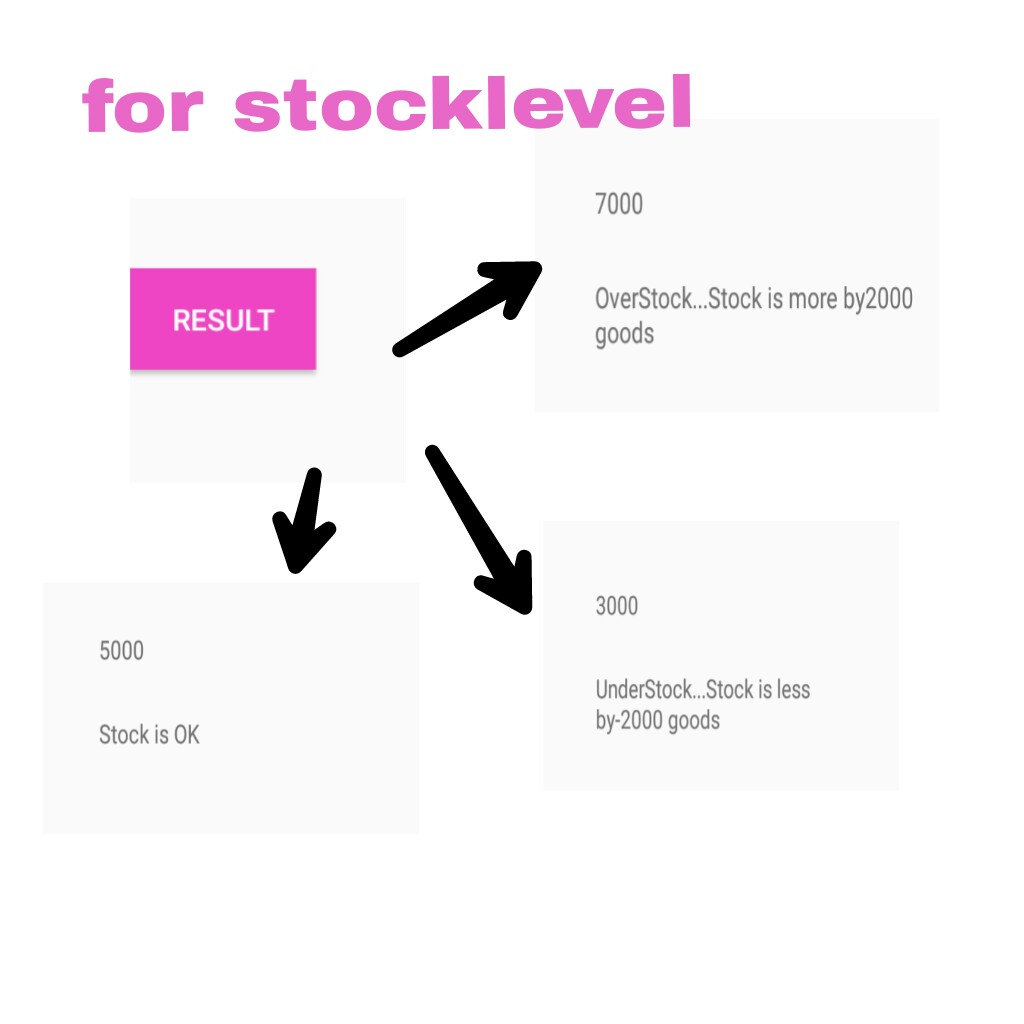 for stocklevel
RESULT
7000
OverStock...Stock is more by2000
goods
5000
Stock is OK
3000
UnderStock...Stock is less
by-2000 goods